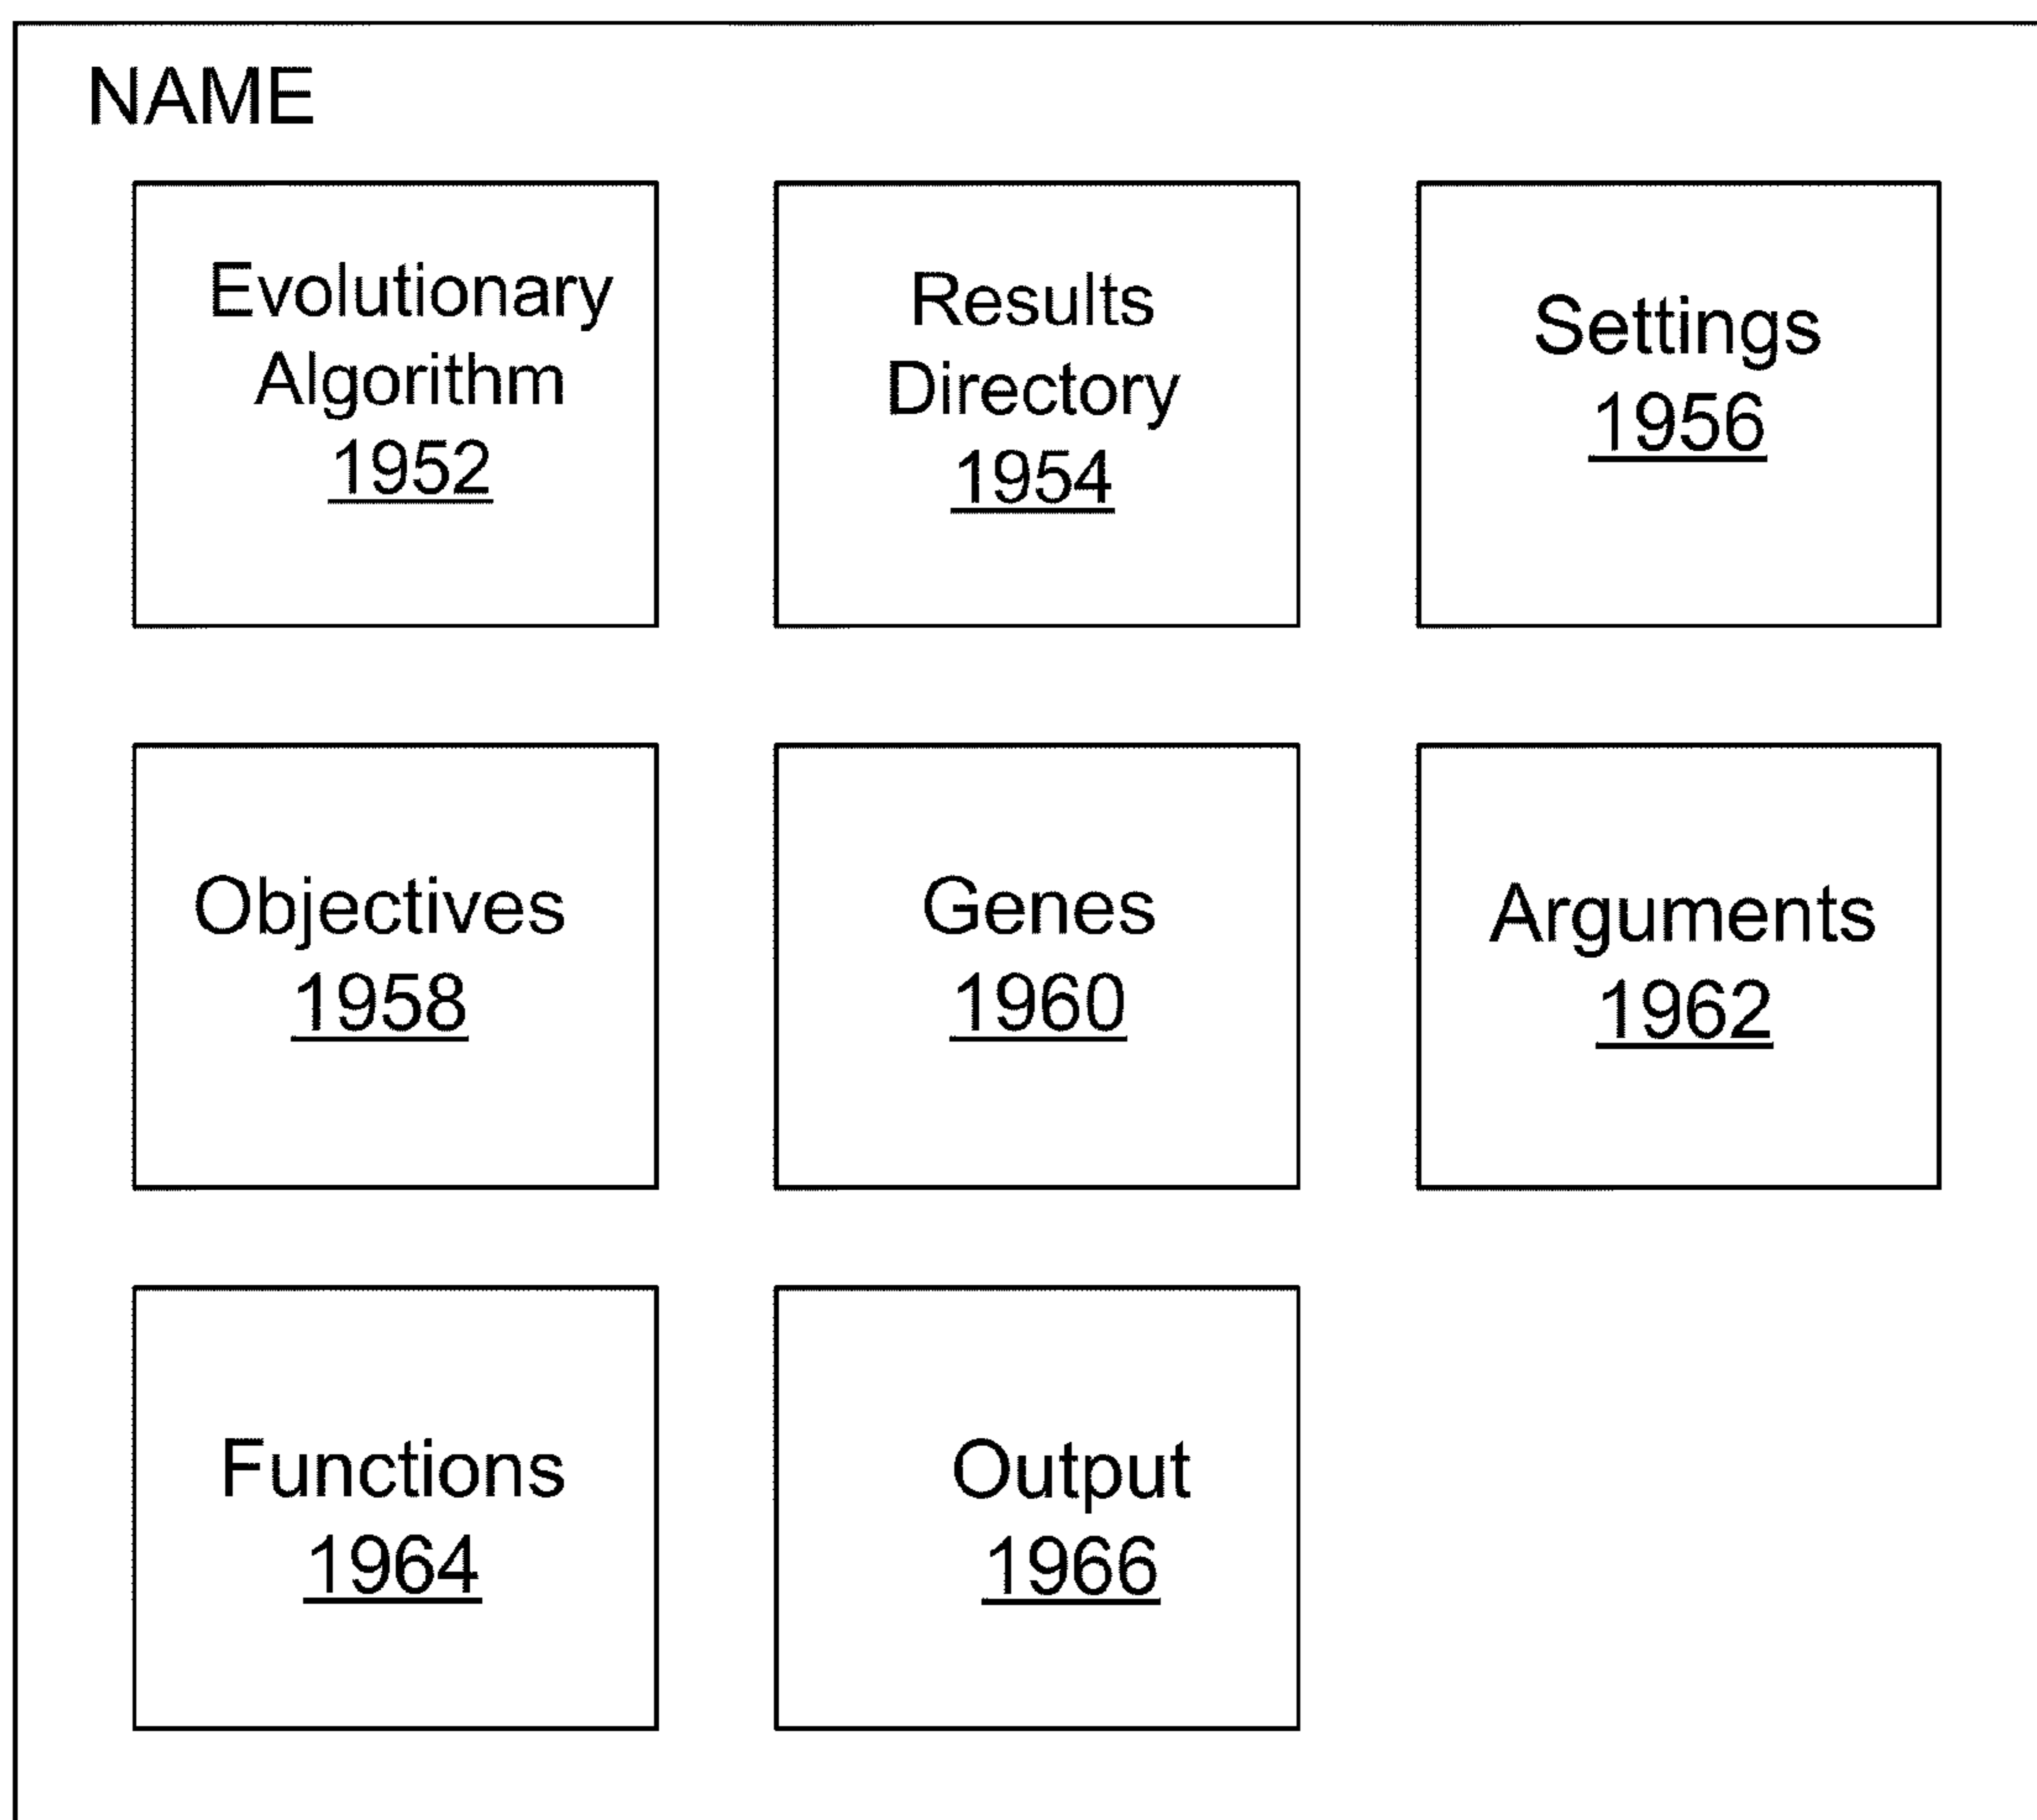 NAME
Evolutionary
Algorithm
1952
Results
Directory
1954
Settings
1956
Objectives
1958
Genes
1960
Arguments
1962
Functions
1964
Output
1966